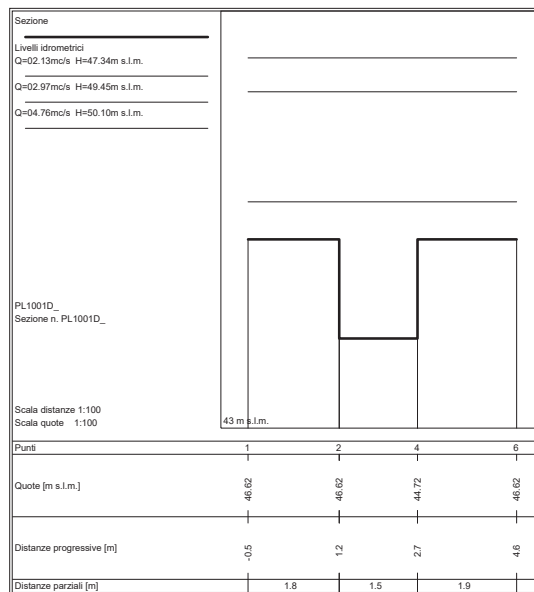 Sezione
Livelli idrometrici
Q=02.13mc/s H=47.34m s.l.m.
Q=02.97mc/s H=49.45m s.l.m.
Q=04.76mc/s H=50.10m s.l.m.
PL1001D_
Sezione n. PL1001D_
Scala distanze 1:100
Scala quote 1:100
43 m s.l.m.
Punti 1 2 4 6
Quote [m s.l.m.] 46.62 46.62 44.72 46.62
Distanze progressive [m] -0.5 1.2 2.7 4.6
Distanze parziali [m] 1.8 1.5 1.9